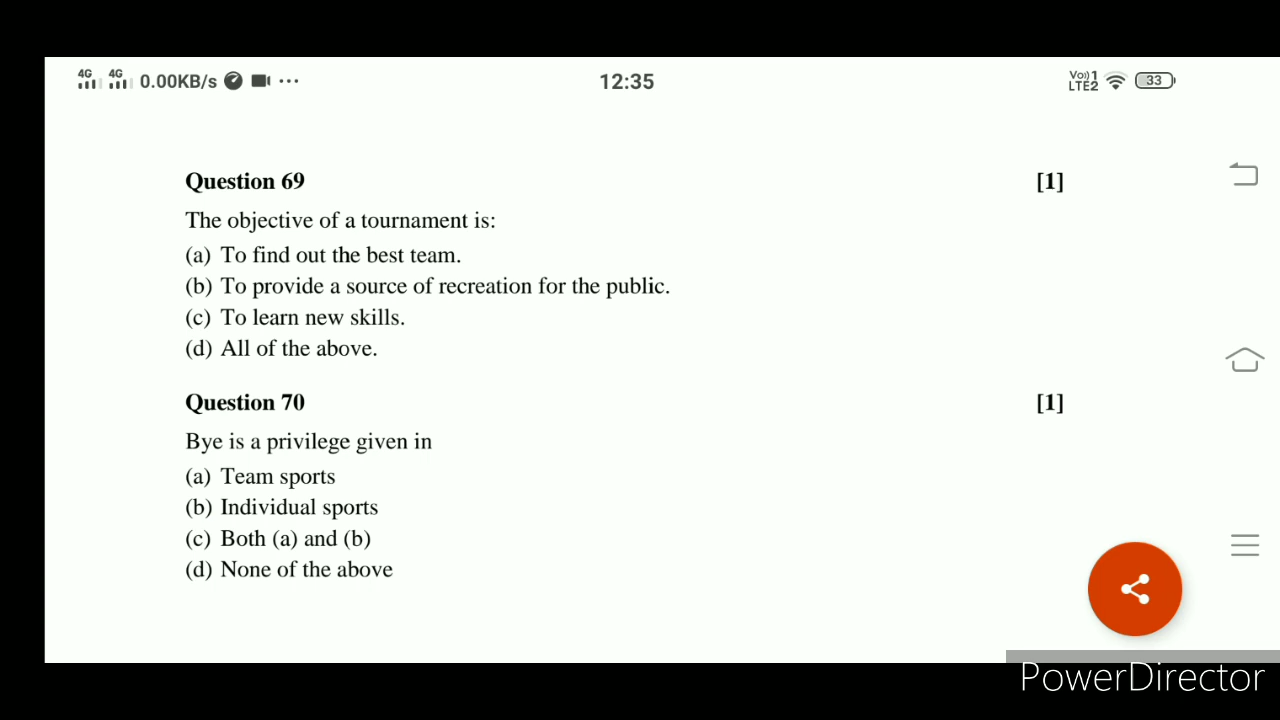 4G 4G 0.00KB/s ... 12:35 Vo) 1 LTE2 33
Question 69 [1]
The objective of a tournament is:
(a) To find out the best team.
(b) To provide a source of recreation for the public.
(c) To learn new skills.
(d) All of the above.
Question 70 [1]
Bye is a privilege given in
(a) Team sports
(b) Individual sports
(c) Both (a) and (b)
(d) None of the above
PowerDirector